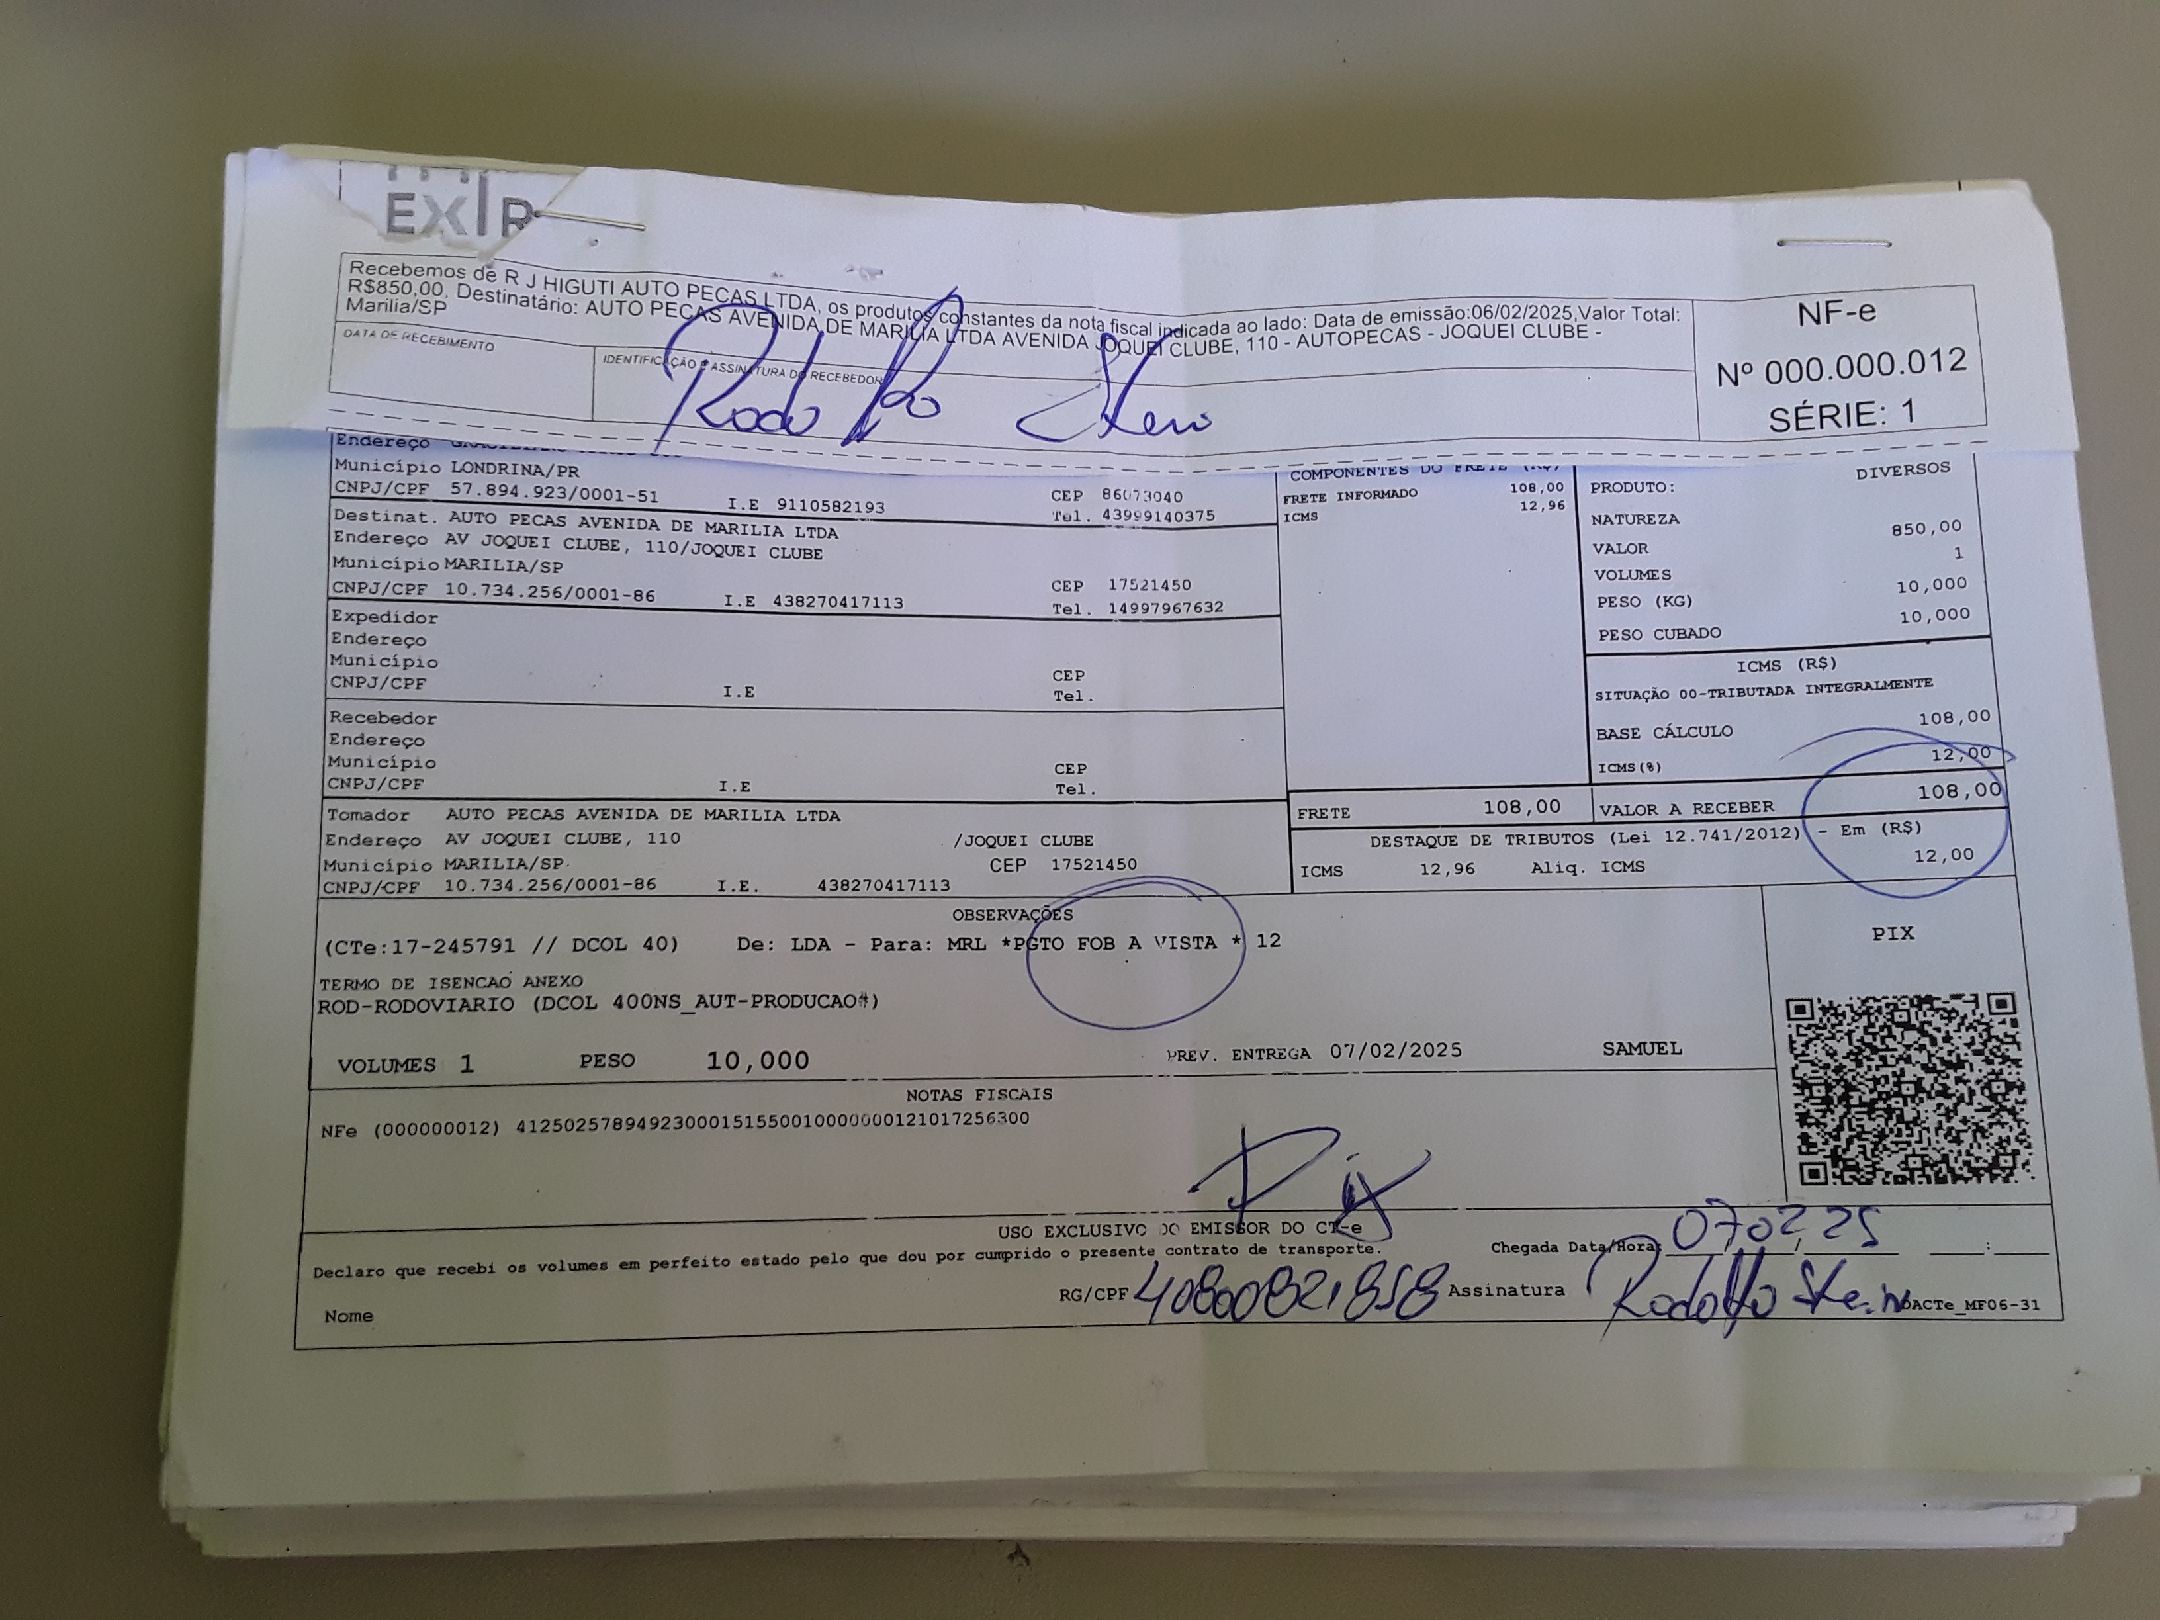 EXPR
Recebemos de R J HIGUTI AUTO PECAS LTDA, os produtos constantes da nota fiscal indicada ao lado: Data de emissão:06/02/2025,Valor Total:
R$850,00, Destinatário: AUTO PECAS AVENIDA DE MARILIA LTDA AVENIDA JOQUEI CLUBE, 110 - AUTOPECAS - JOQUEI CLUBE -
Marilia/SP
NF-e
Nº 000.000.012
SÉRIE: 1
DATA DE RECEBIMENTO
IDENTIFICAÇÃO E ASSINATURA DO RECEBEDOR
Rodolfo Stein
Endereço
Município LONDRINA/PR
CNPJ/CPF 57.894.923/0001-51 I.E 9110582193
CEP 86073040
Tel. 43999140375
Destinat. AUTO PECAS AVENIDA DE MARILIA LTDA
Endereço AV JOQUEI CLUBE, 110/JOQUEI CLUBE
Município MARILIA/SP
CNPJ/CPF 10.734.256/0001-86 I.E 438270417113
CEP 17521450
Tel. 14997967632
Expedidor
Endereço
Município
CNPJ/CPF I.E
CEP
Tel.
Recebedor
Endereço
Município
CNPJ/CPF I.E
CEP
Tel.
Tomador AUTO PECAS AVENIDA DE MARILIA LTDA
Endereço AV JOQUEI CLUBE, 110 /JOQUEI CLUBE
Município MARILIA/SP CEP 17521450
CNPJ/CPF 10.734.256/0001-86 I.E. 438270417113
COMPONENTES DO FRETE (R$)
FRETE INFORMADO 108,00
ICMS 12,96
PRODUTO: DIVERSOS
NATUREZA
VALOR 850,00
VOLUMES 1
PESO (KG) 10,000
PESO CUBADO 10,000
ICMS (R$)
SITUAÇÃO 00-TRIBUTADA INTEGRALMENTE
BASE CÁLCULO 108,00
ICMS(%) 12,00
FRETE 108,00 VALOR A RECEBER 108,00
DESTAQUE DE TRIBUTOS (Lei 12.741/2012) - Em (R$)
ICMS 12,96 Aliq. ICMS 12,00
OBSERVAÇÕES
(CTe:17-245791 // DCOL 40) De: LDA - Para: MRL *PGTO FOB A VISTA * 12
TERMO DE ISENCAO ANEXO
ROD-RODOVIARIO (DCOL 400NS_AUT-PRODUCAO#)
VOLUMES 1 PESO 10,000 PREV. ENTREGA 07/02/2025 SAMUEL
PIX
NOTAS FISCAIS
NFe (000000012) 41250257894923000151550010000000121017256300
Pix
USO EXCLUSIVO DO EMISSOR DO CT-e
Declaro que recebi os volumes em perfeito estado pelo que dou por cumprido o presente contrato de transporte.
Chegada Data/Hora: 07/02/25 :
Nome RG/CPF 40800821858 Assinatura Rodolfo Stein DACTe_MF06-31